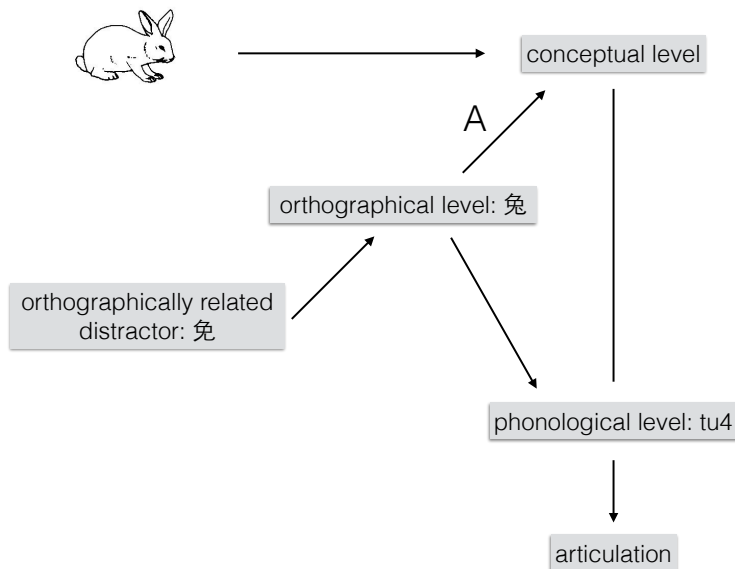 conceptual level
A
orthographical level: 兔
orthographically related
distractor: 免
phonological level: tu4
articulation